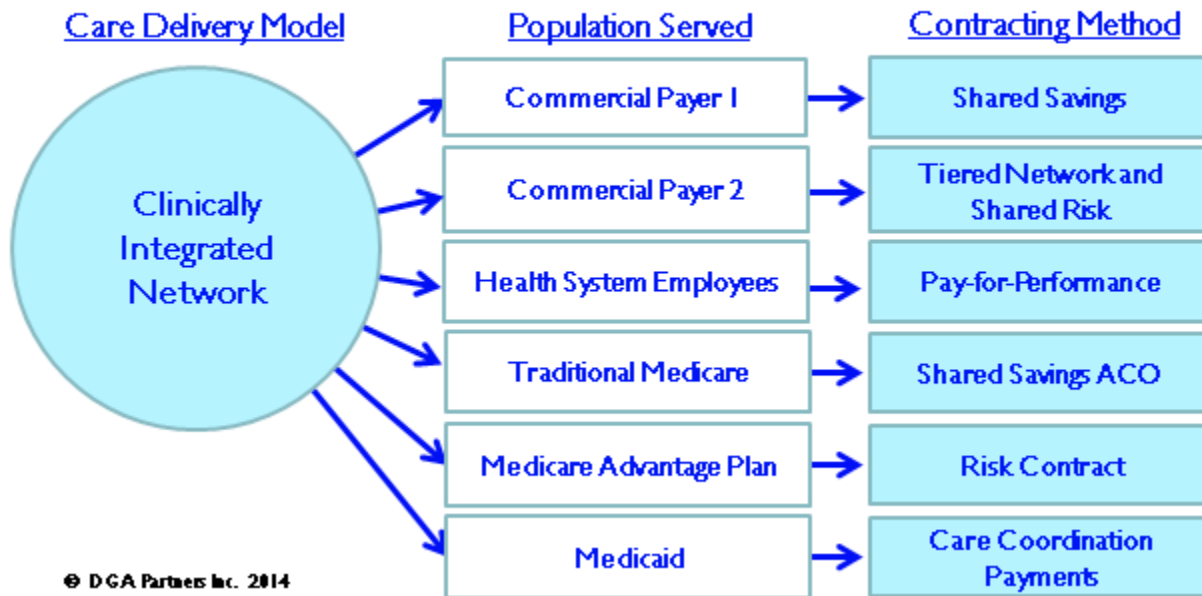 Care Delivery Model
Population Served
Contracting Method
Clinically
Integrated
Network
Commercial Payer 1
Shared Savings
Commercial Payer 2
Tiered Network and
Shared Risk
Health System Employees
Pay-for-Performance
Traditional Medicare
Shared Savings ACO
Medicare Advantage Plan
Risk Contract
Medicaid
Care Coordination
Payments
© DGA Partners Inc. 2014